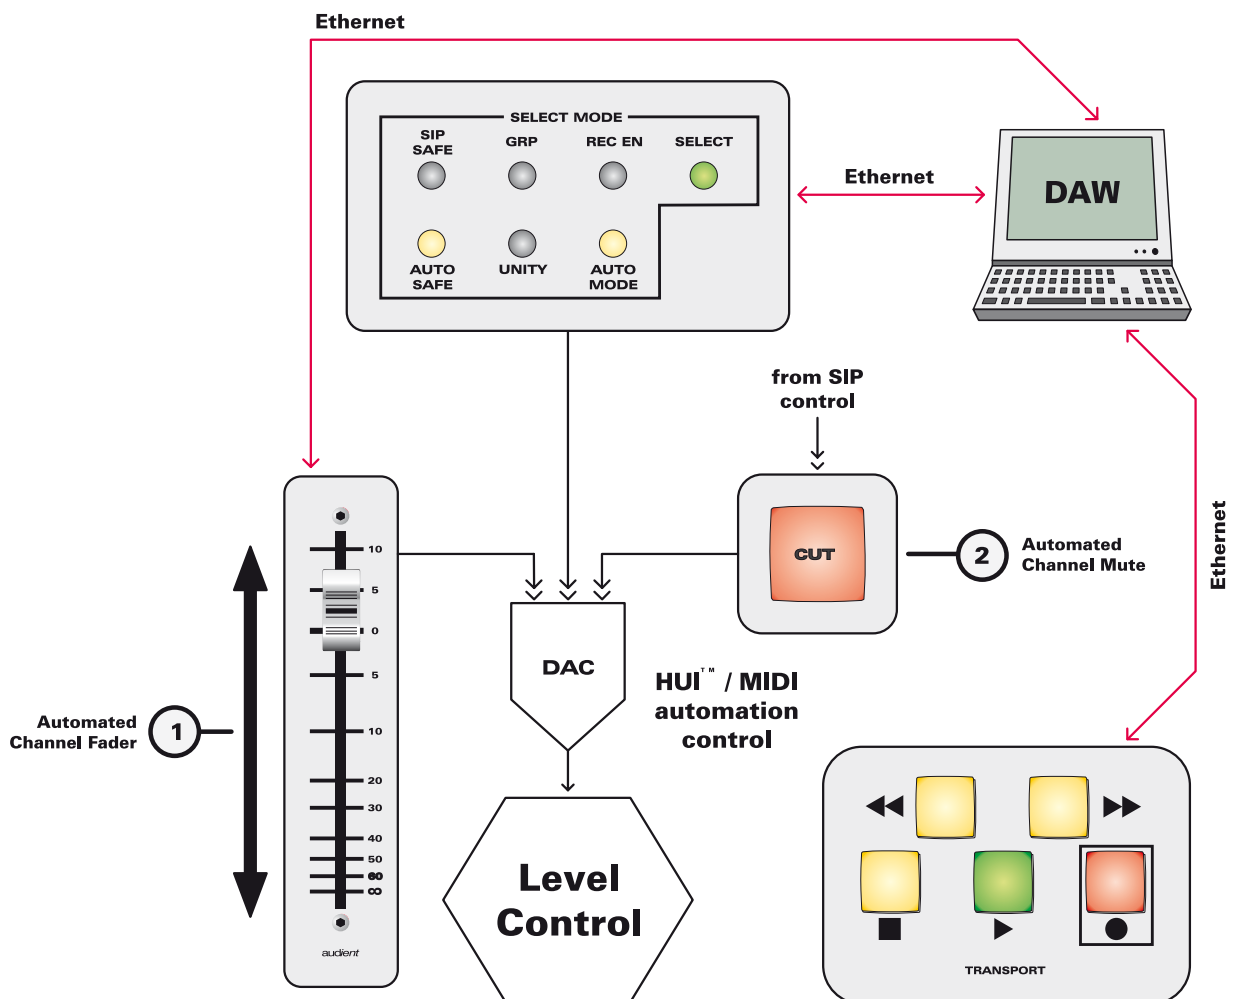 Ethernet
SELECT MODE
SIP
SAFE
GRP
REC EN
SELECT
AUTO
SAFE
UNITY
AUTO
MODE
Ethernet
DAW
from SIP
control
CUT
2
Automated
Channel Mute
Ethernet
10
5
0
5
10
20
30
40
50
60
∞
audient
Automated
Channel Fader
1
DAC
HUI™ / MIDI
automation
control
Level
Control
TRANSPORT